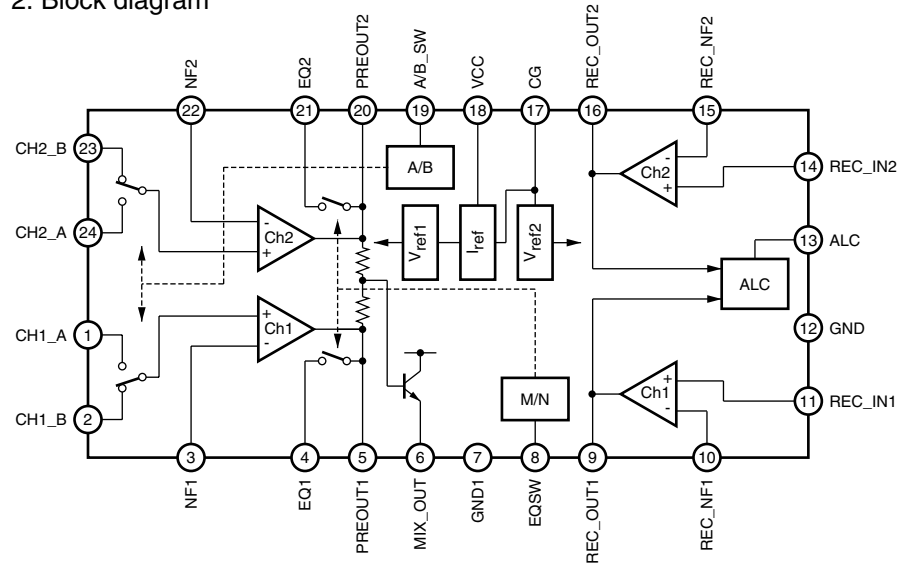 2. Block diagram
NF2
EQ2
PREOUT2
A/B_SW
VCC
CG
REC_OUT2
REC_NF2
22
21
20
19
18
17
16
15
CH2_B 23
A/B
Ch2
-
+
14 REC_IN2
CH2_A 24
-
+
Ch2
Vref1
Iref
Vref2
13 ALC
ALC
CH1_A 1
+
-
Ch1
12 GND
CH1_B 2
M/N
Ch1
+
-
11 REC_IN1
3
4
5
6
7
8
9
10
NF1
EQ1
PREOUT1
MIX_OUT
GND1
EQSW
REC_OUT1
REC_NF1